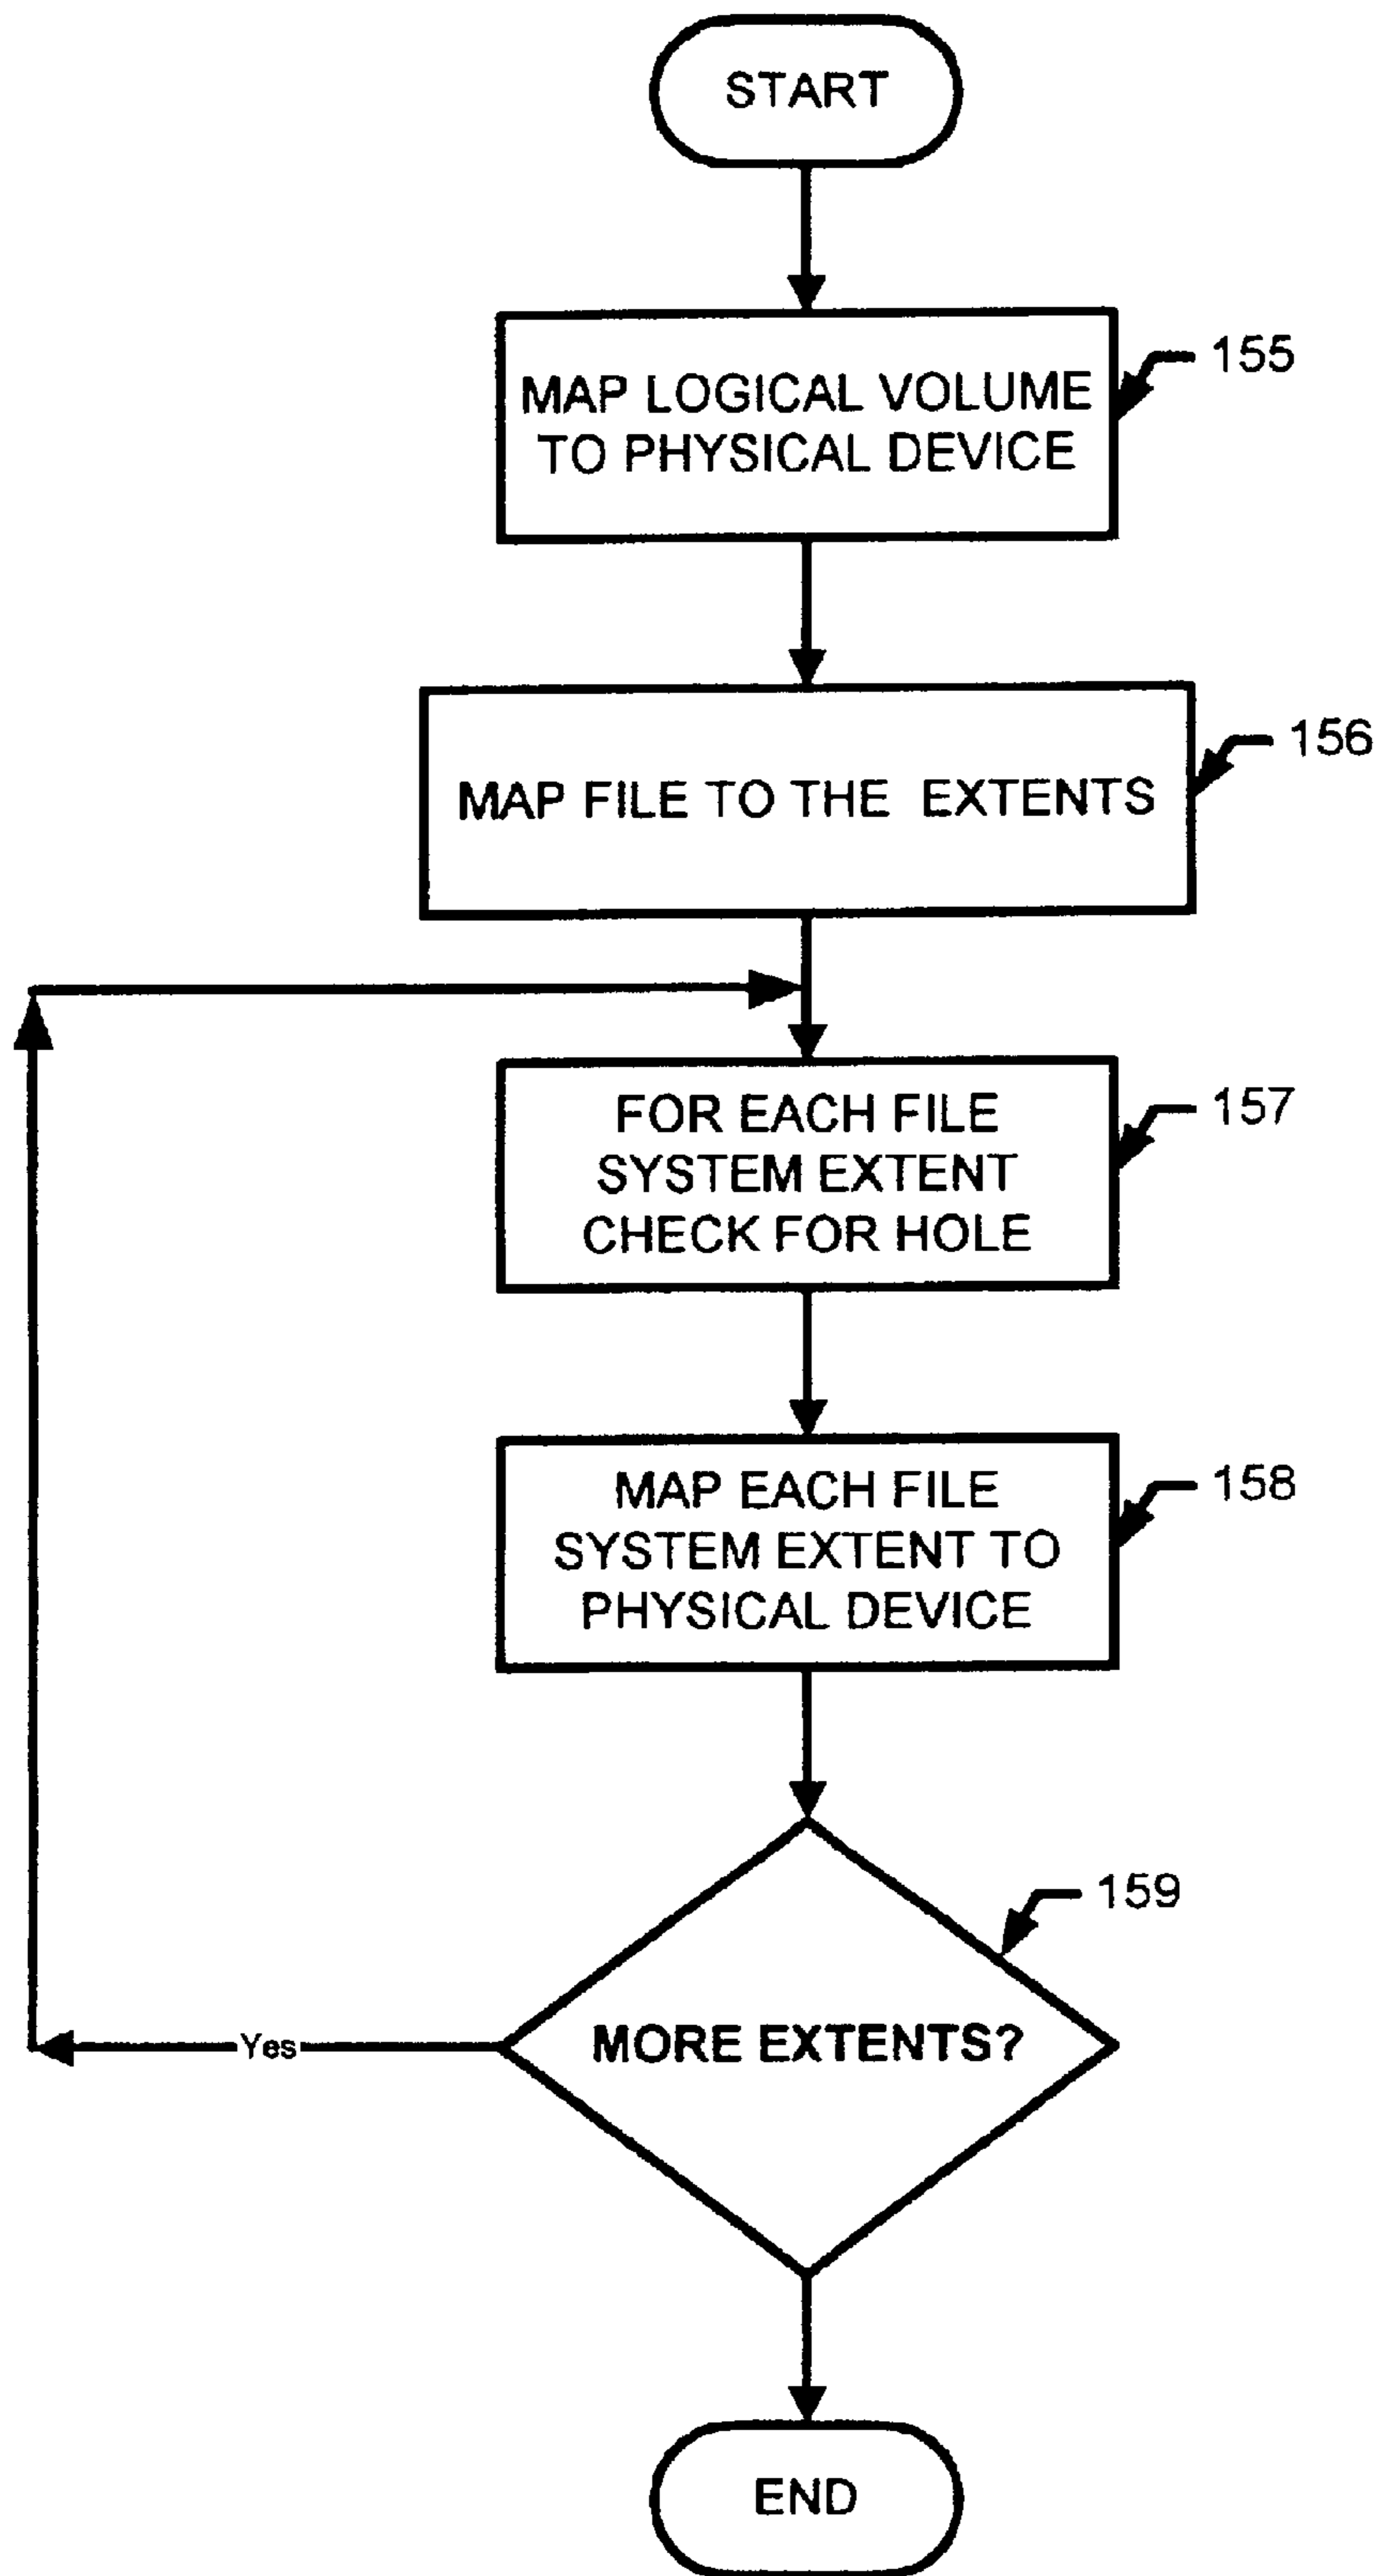 START
MAP LOGICAL VOLUME
TO PHYSICAL DEVICE
155
MAP FILE TO THE EXTENTS
156
FOR EACH FILE
SYSTEM EXTENT
CHECK FOR HOLE
157
MAP EACH FILE
SYSTEM EXTENT TO
PHYSICAL DEVICE
158
159
MORE EXTENTS?
Yes
END